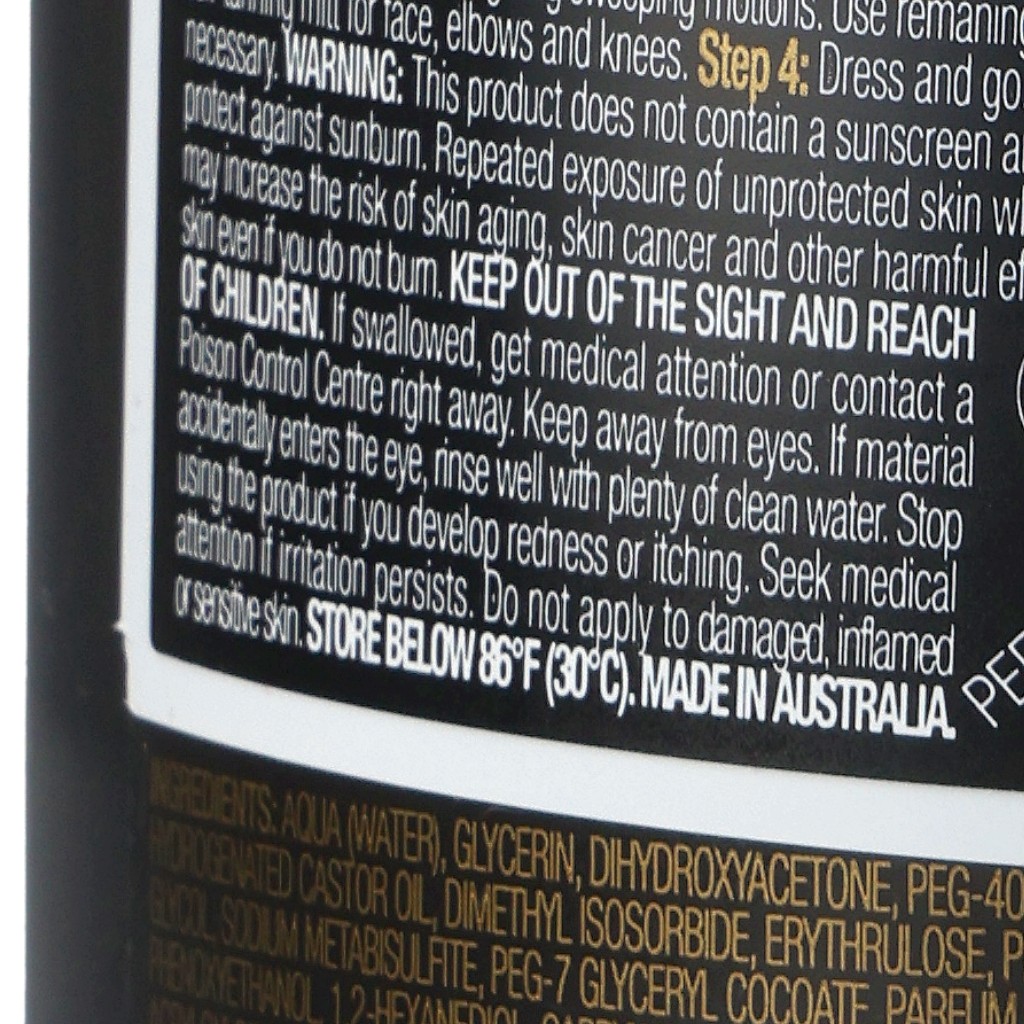 tanning mitt for face, elbows and knees. Step 4: Dress and go
sweeping motions. Use remaning
necessary. WARNING: This product does not contain a sunscreen
protect against sunburn. Repeated exposure of unprotected skin
may increase the risk of skin aging, skin cancer and other harmful
skin even if you do not burn. KEEP OUT OF THE SIGHT AND REACH
OF CHILDREN. If swallowed, get medical attention or contact a
Poison Control Centre right away. Keep away from eyes. If material
accidentally enters the eye, rinse well with plenty of clean water. Stop
using the product if you develop redness or itching. Seek medical
attention if irritation persists. Do not apply to damaged, inflamed
or sensitive skin. STORE BELOW 86°F (30°C). MADE IN AUSTRALIA.
INGREDIENTS: AQUA (WATER), GLYCERIN, DIHYDROXYACETONE, PEG-40
HYDROGENATED CASTOR OIL, DIMETHYL ISOSORBIDE, ERYTHRULOSE,
GLYCOL, SODIUM METABISULFITE, PEG-7 GLYCERYL COCOATE, PARFUM
PHENOXYETHANOL, 1,2-HEXANEDIOL,